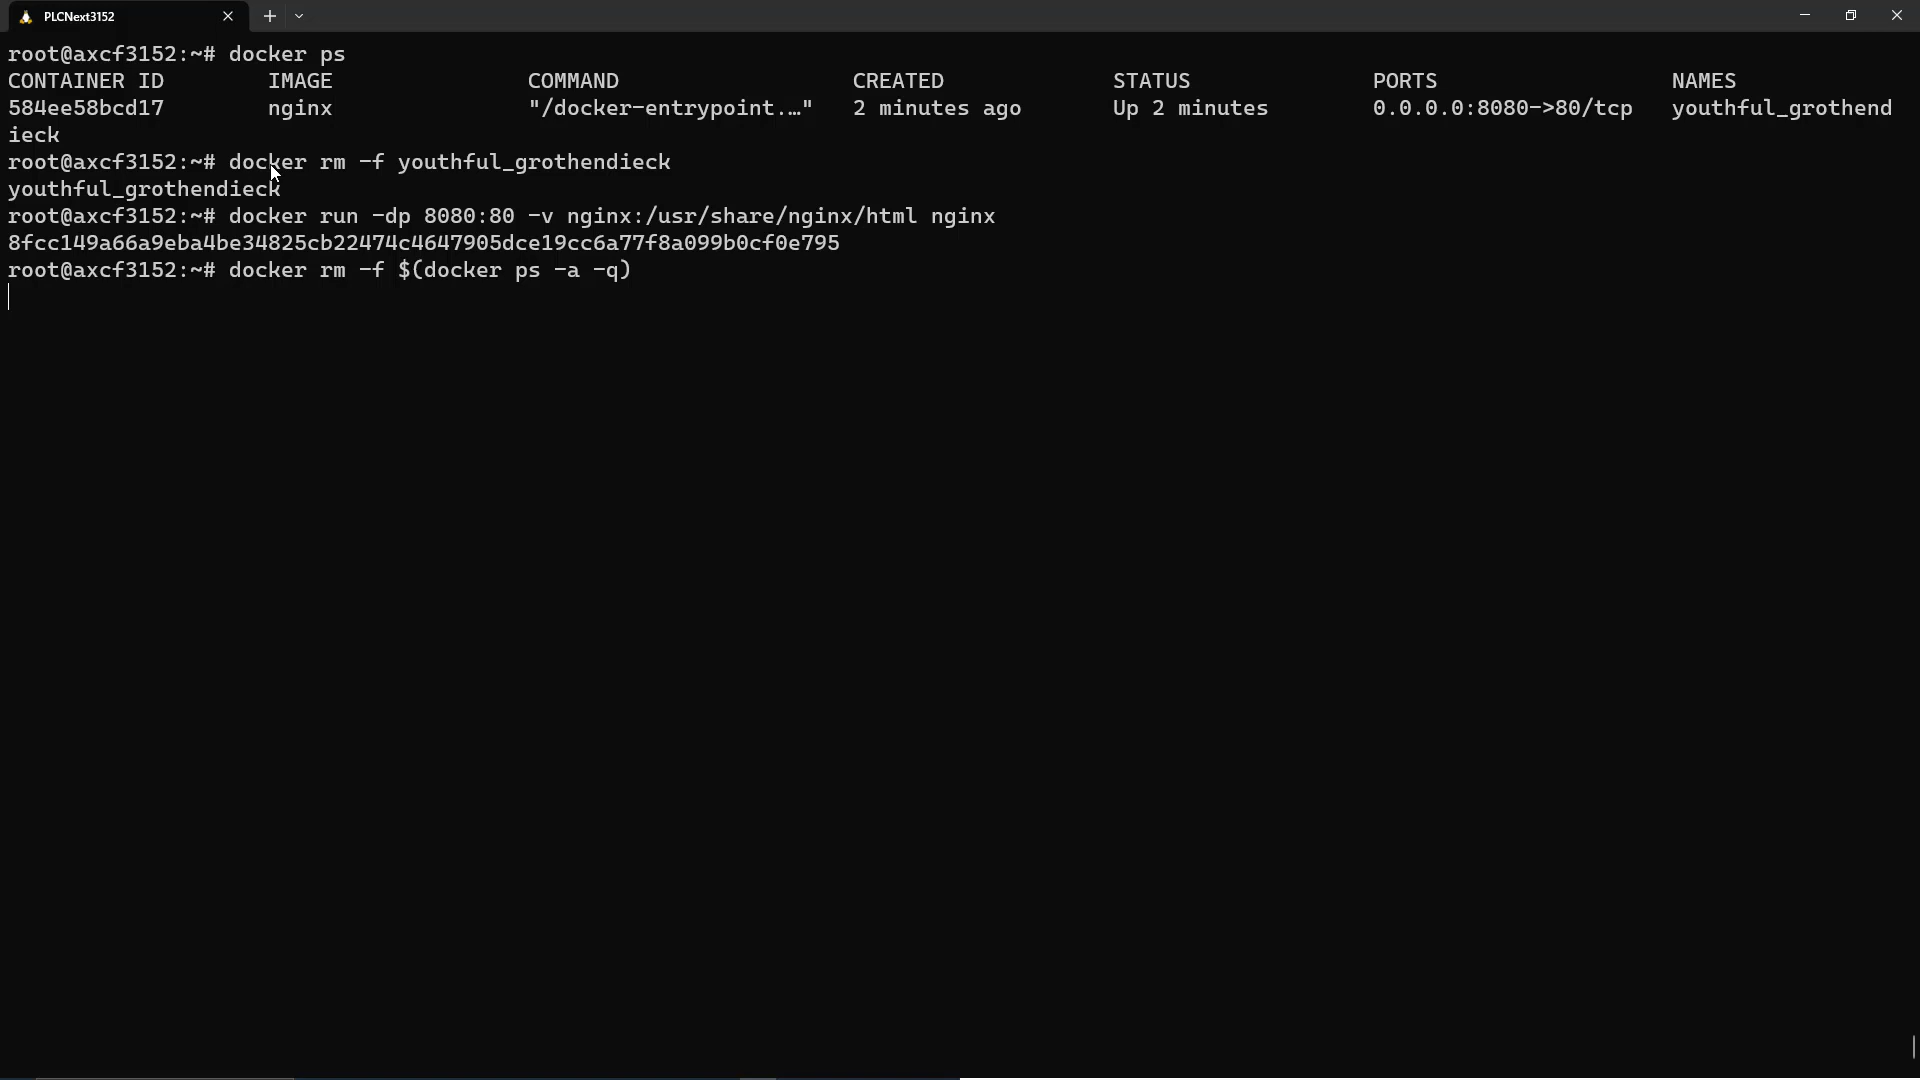 PLCNext3152
root@axcf3152:~# docker ps
CONTAINER ID        IMAGE               COMMAND                  CREATED             STATUS              PORTS                  NAMES
584ee58bcd17        nginx               "/docker-entrypoint.…"   2 minutes ago       Up 2 minutes        0.0.0.0:8080->80/tcp   youthful_grothend
ieck
root@axcf3152:~# docker rm -f youthful_grothendieck
youthful_grothendieck
root@axcf3152:~# docker run -dp 8080:80 -v nginx:/usr/share/nginx/html nginx
8fcc149a66a9eba4be34825cb22474c4647905dce19cc6a77f8a099b0cf0e795
root@axcf3152:~# docker rm -f $(docker ps -a -q)